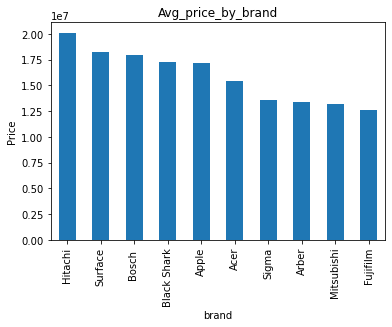 Avg_price_by_brand
1e7
2.00
1.75
1.50
1.25
1.00
0.75
0.50
0.25
0.00
Price
Hitachi
Surface
Bosch
Black Shark
Apple
Acer
Sigma
Arber
Mitsubishi
Fujifilm
brand